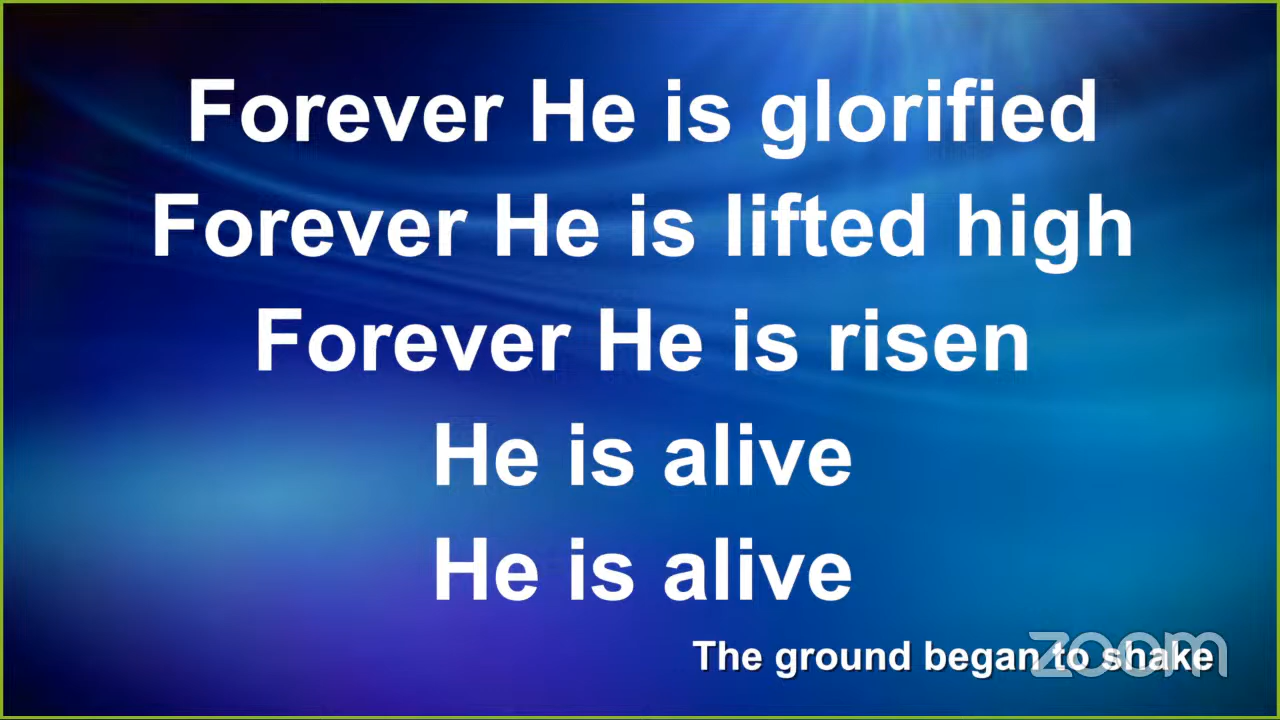 Forever He is glorified
Forever He is lifted high
Forever He is risen
He is alive
He is alive
The ground began to shake
zoom